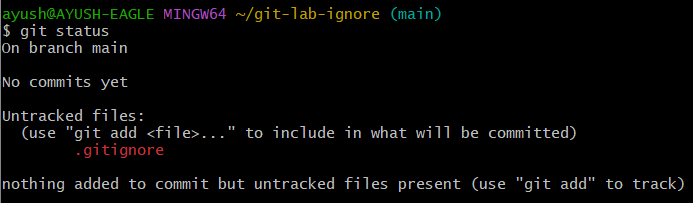 ayush@AYUSH-EAGLE MINGW64 ~/git-lab-ignore (main)
$ git status
On branch main
No commits yet
Untracked files:
(use "git add <file>..." to include in what will be committed)
.gitignore
nothing added to commit but untracked files present (use "git add" to track)